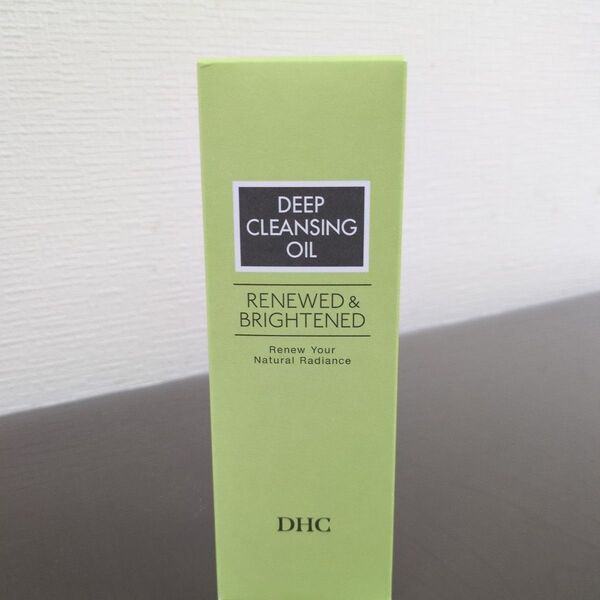 DEEP
CLEANSING
OIL
RENEWED &
BRIGHTENED
Renew Your
Natural Radiance
DHC